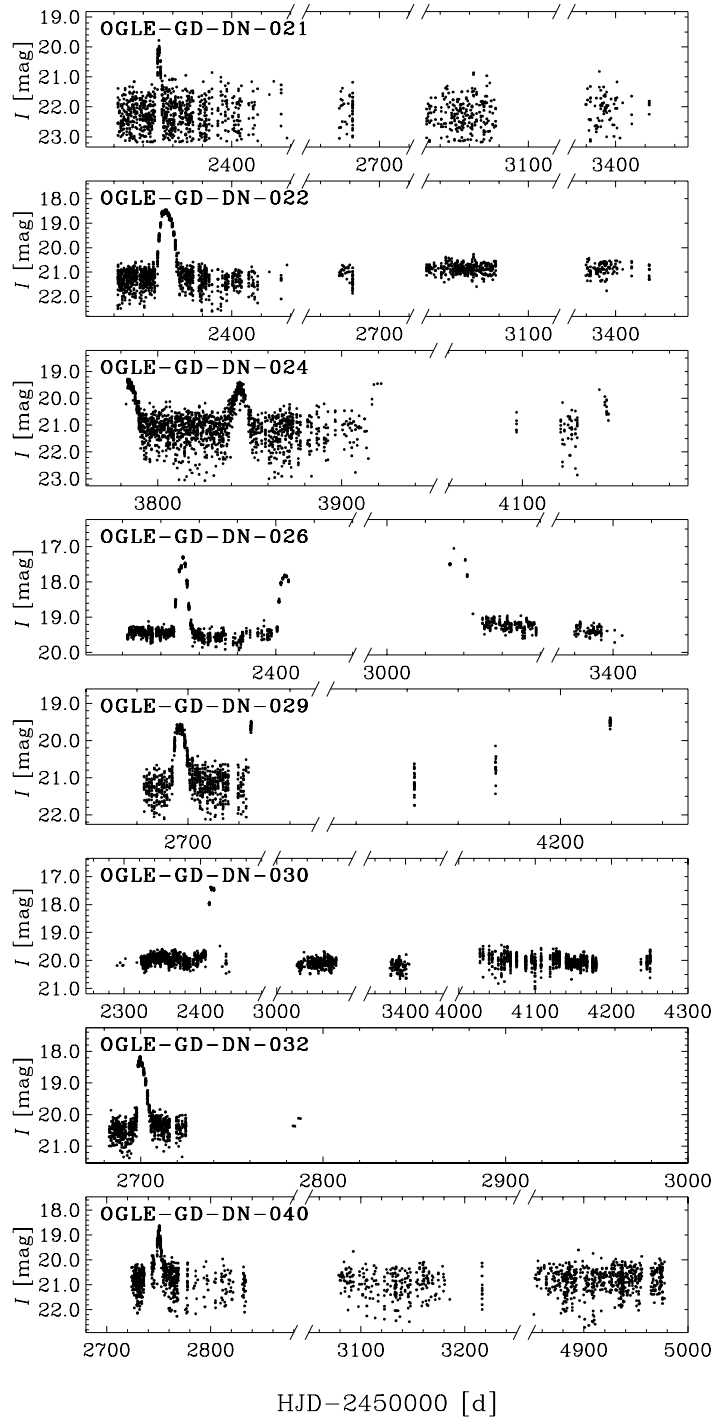 OGLE-GD-DN-021
I [mag]
19.0
20.0
21.0
22.0
23.0
2400 2700 3100 3400
OGLE-GD-DN-022
I [mag]
18.0
19.0
20.0
21.0
22.0
2400 2700 3100 3400
OGLE-GD-DN-024
I [mag]
19.0
20.0
21.0
22.0
23.0
3800 3900 4100
OGLE-GD-DN-026
I [mag]
17.0
18.0
19.0
20.0
2400 3000 3400
OGLE-GD-DN-029
I [mag]
19.0
20.0
21.0
22.0
2700 4200
OGLE-GD-DN-030
I [mag]
17.0
18.0
19.0
20.0
21.0
2300 2400 3000 3400 4000 4100 4200 4300
OGLE-GD-DN-032
I [mag]
18.0
19.0
20.0
21.0
2700 2800 2900 3000
OGLE-GD-DN-040
I [mag]
18.0
19.0
20.0
21.0
22.0
2700 2800 3100 3200 4900 5000
HJD-2450000 [d]